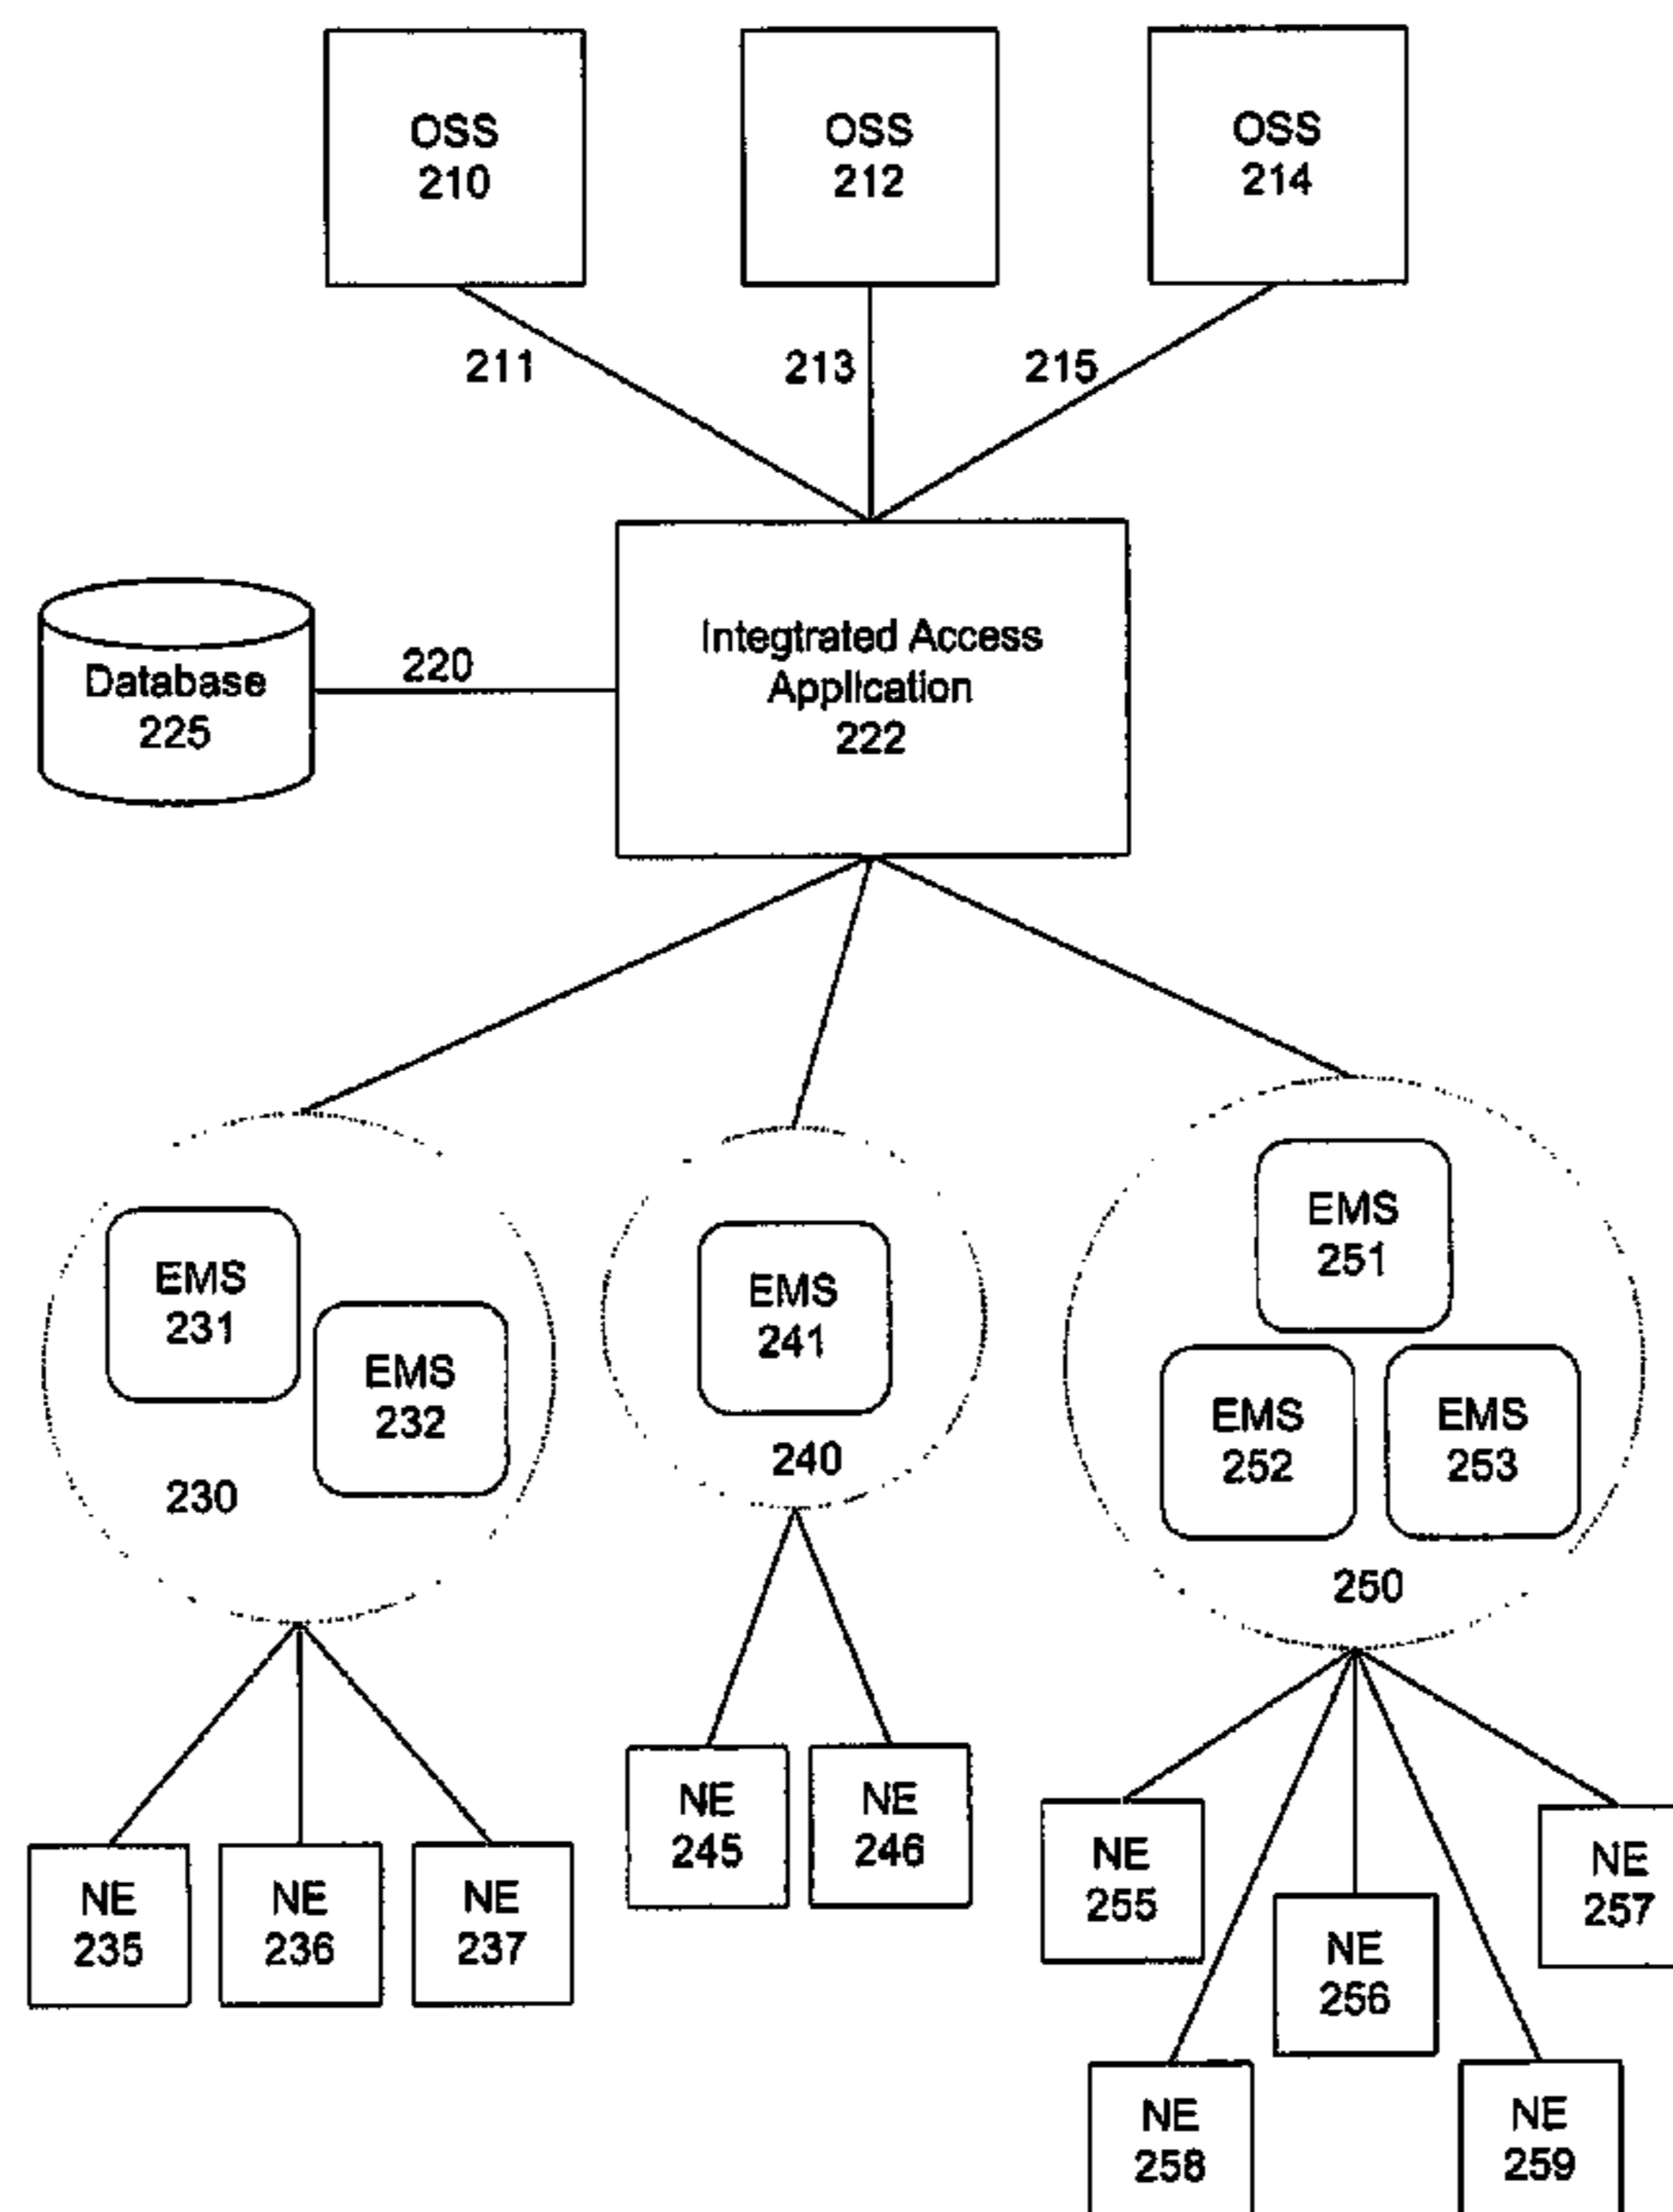 OSS
210
OSS
212
OSS
214
211
213
215
Integtrated Access
Application
222
Database
225
220
EMS
231
EMS
232
230
EMS
241
240
EMS
251
EMS
252
EMS
253
250
NE
235
NE
236
NE
237
NE
245
NE
246
NE
255
NE
256
NE
257
NE
258
NE
259